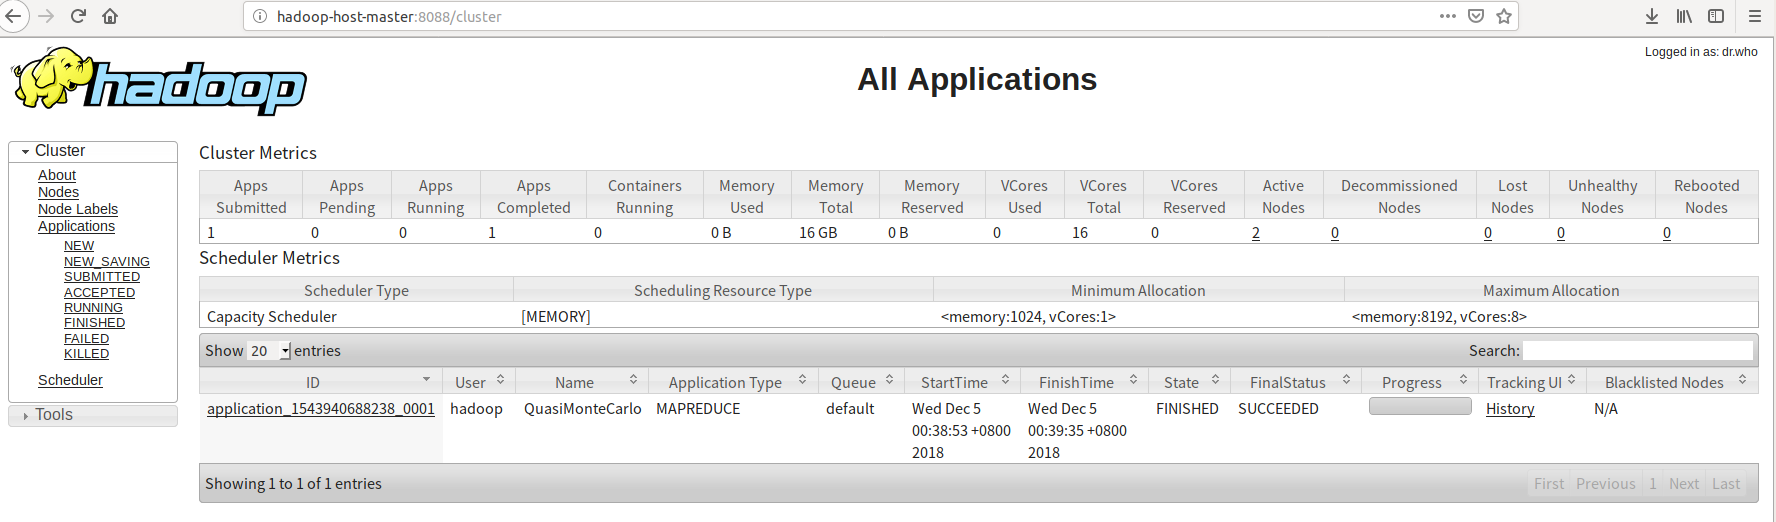 hadoop-host-master:8088/cluster
Logged in as: dr.who
hadoop
All Applications
Cluster
About
Nodes
Node Labels
Applications
NEW
NEW_SAVING
SUBMITTED
ACCEPTED
RUNNING
FINISHED
FAILED
KILLED
Scheduler
Tools
Cluster Metrics
Apps Submitted Apps Pending Apps Running Apps Completed Containers Running Memory Used Memory Total Memory Reserved VCores Used VCores Total VCores Reserved Active Nodes Decommissioned Nodes Lost Nodes Unhealthy Nodes Rebooted Nodes
1 0 0 1 0 0 B 16 GB 0 B 0 16 0 2 0 0 0 0
Scheduler Metrics
Scheduler Type Scheduling Resource Type Minimum Allocation Maximum Allocation
Capacity Scheduler [MEMORY] <memory:1024, vCores:1> <memory:8192, vCores:8>
Show 20 entries Search:
ID User Name Application Type Queue StartTime FinishTime State FinalStatus Progress Tracking UI Blacklisted Nodes
application_1543940688238_0001 hadoop QuasiMonteCarlo MAPREDUCE default Wed Dec 5 00:38:53 +0800 2018 Wed Dec 5 00:39:35 +0800 2018 FINISHED SUCCEEDED History N/A
Showing 1 to 1 of 1 entries First Previous 1 Next Last